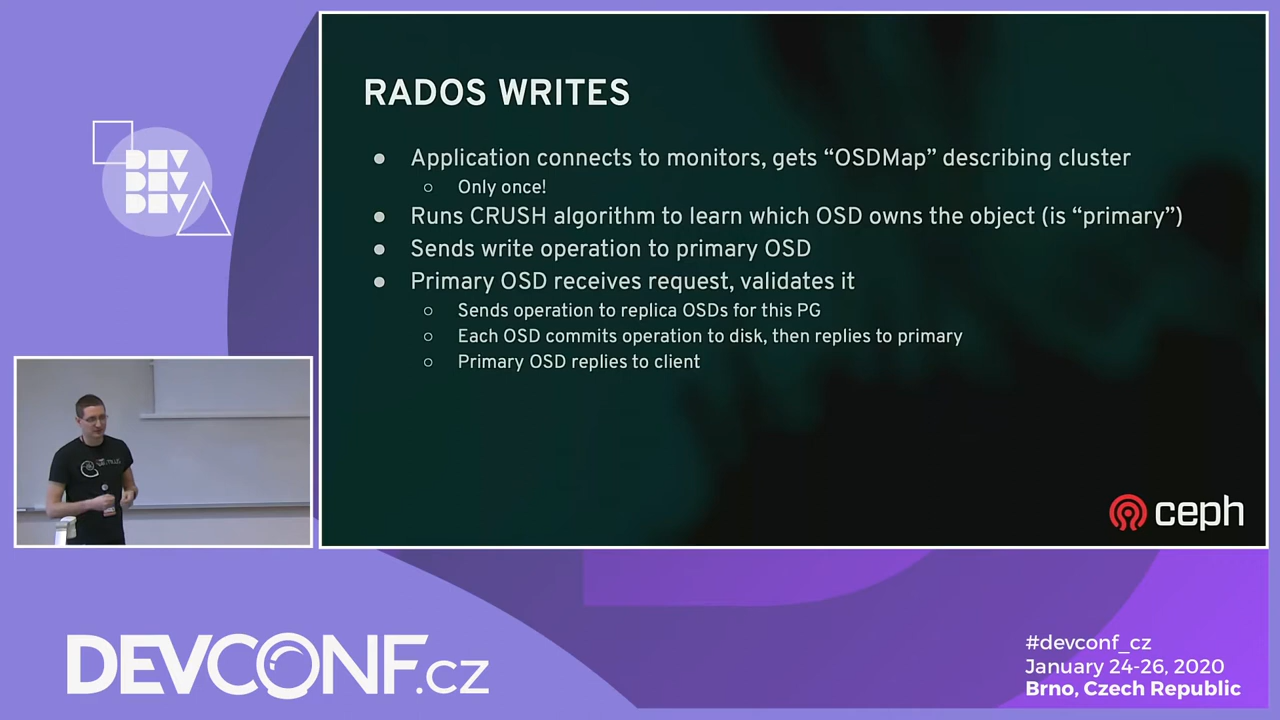 RADOS WRITES
● Application connects to monitors, gets “OSDMap” describing cluster
○ Only once!
● Runs CRUSH algorithm to learn which OSD owns the object (is “primary”)
● Sends write operation to primary OSD
● Primary OSD receives request, validates it
○ Sends operation to replica OSDs for this PG
○ Each OSD commits operation to disk, then replies to primary
○ Primary OSD replies to client
ceph
DEV
DEV
DEV
DEVCONF.CZ
#devconf_cz
January 24-26, 2020
Brno, Czech Republic